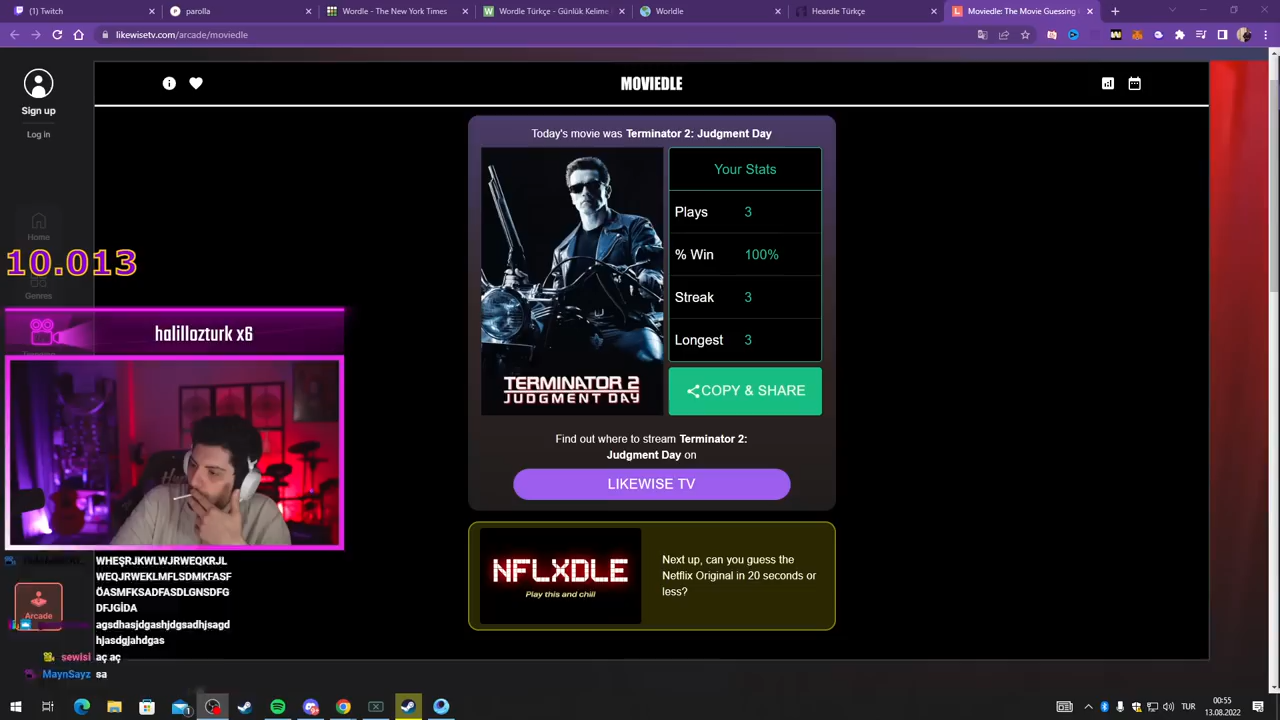 (1) Twitch
parolla
Wordle - The New York Times
Wordle Türkçe - Günlük Kelime
Worldle
Heardle Türkçe
Moviedle: The Movie Guessing
likewisetv.com/arcade/moviedle
Sign up
Log in
Home
Genres
Arcade
MOVIEDLE
Today's movie was Terminator 2: Judgment Day
TERMINATOR 2
JUDGMENT DAY
Your Stats
Plays 3
% Win 100%
Streak 3
Longest 3
COPY & SHARE
Find out where to stream Terminator 2:
Judgment Day on
LIKEWISE TV
NFLXDLE
Play this and chill
Next up, can you guess the
Netflix Original in 20 seconds or
less?
10.013
halillozturk x6
WHEŞRJKWLWJRWEQKRJL
WEQJRWEKLMFLSDMKFASF
ÖASMFKSADFASDLGNSDFG
DFJGİDA
agsdhasjdgashjdgsadhjsagd
hjasdgjahdgas
sewisi aç aç
MaynSayz sa
TUR
00:55
13.08.2022